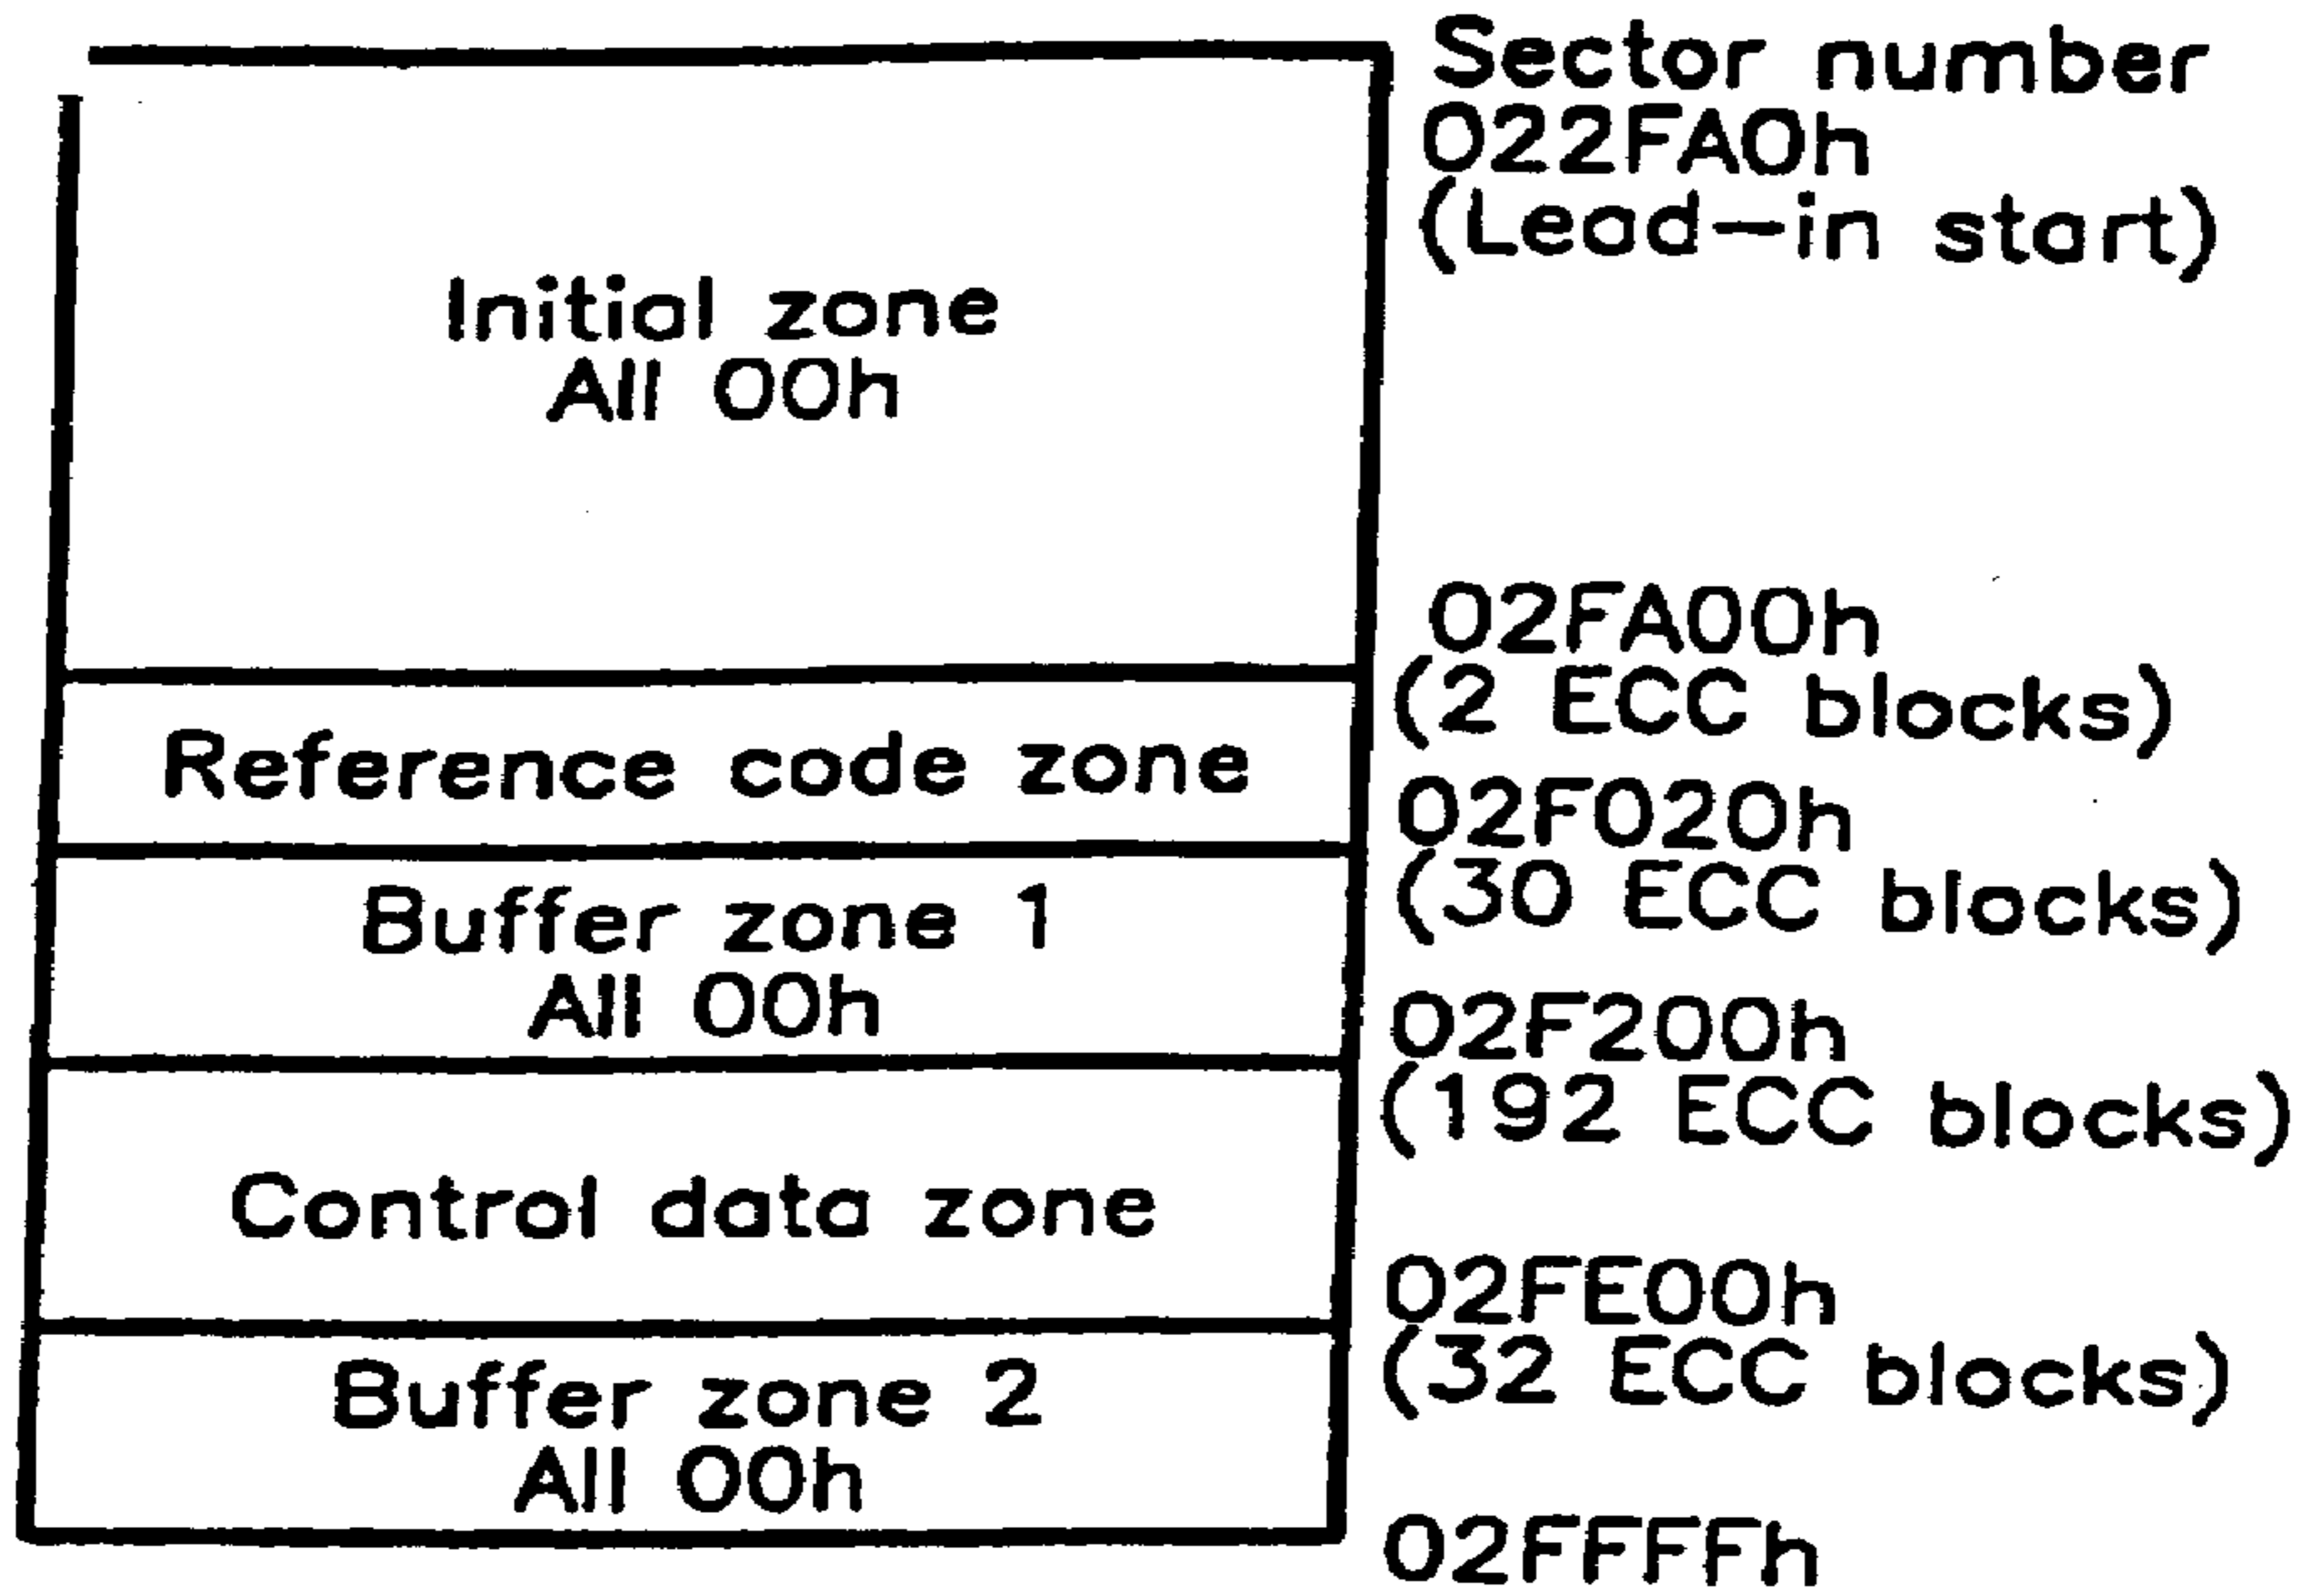 Sector number
022FA0h
(Lead-in start)
Initial zone
All 00h
02FA00h
(2 ECC blocks)
Reference code zone
02F020h
(30 ECC blocks)
Buffer zone 1
All 00h
02F200h
(192 ECC blocks)
Control data zone
02FE00h
(32 ECC blocks)
Buffer zone 2
All 00h
02FFFFh